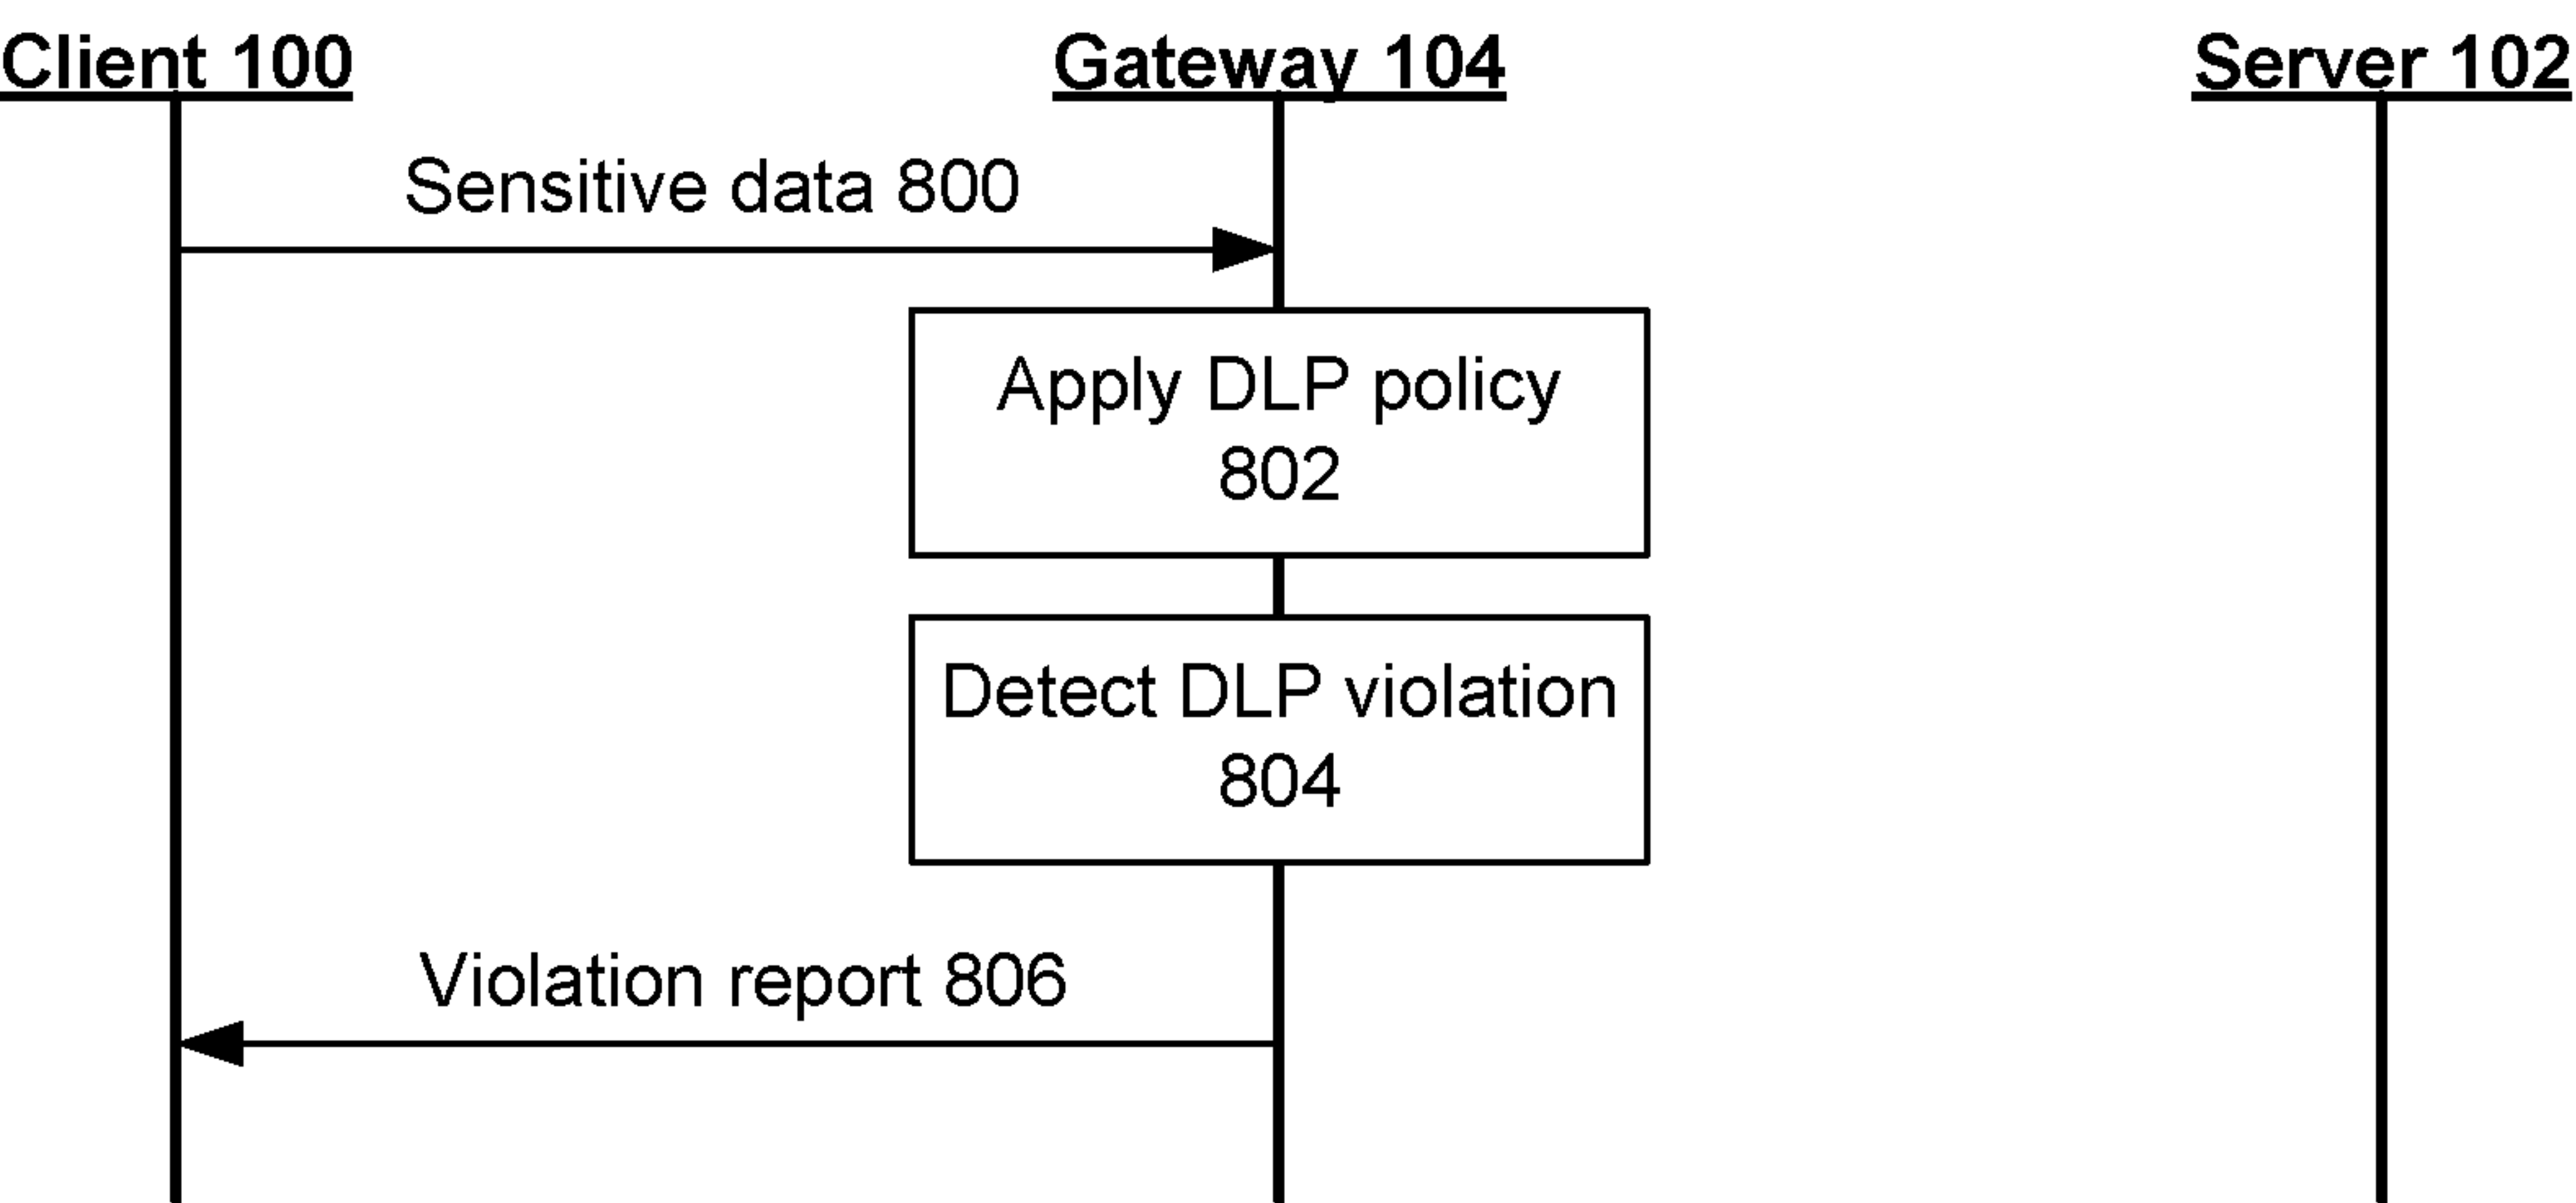 Client 100
Gateway 104
Server 102
Sensitive data 800
Apply DLP policy
802
Detect DLP violation
804
Violation report 806